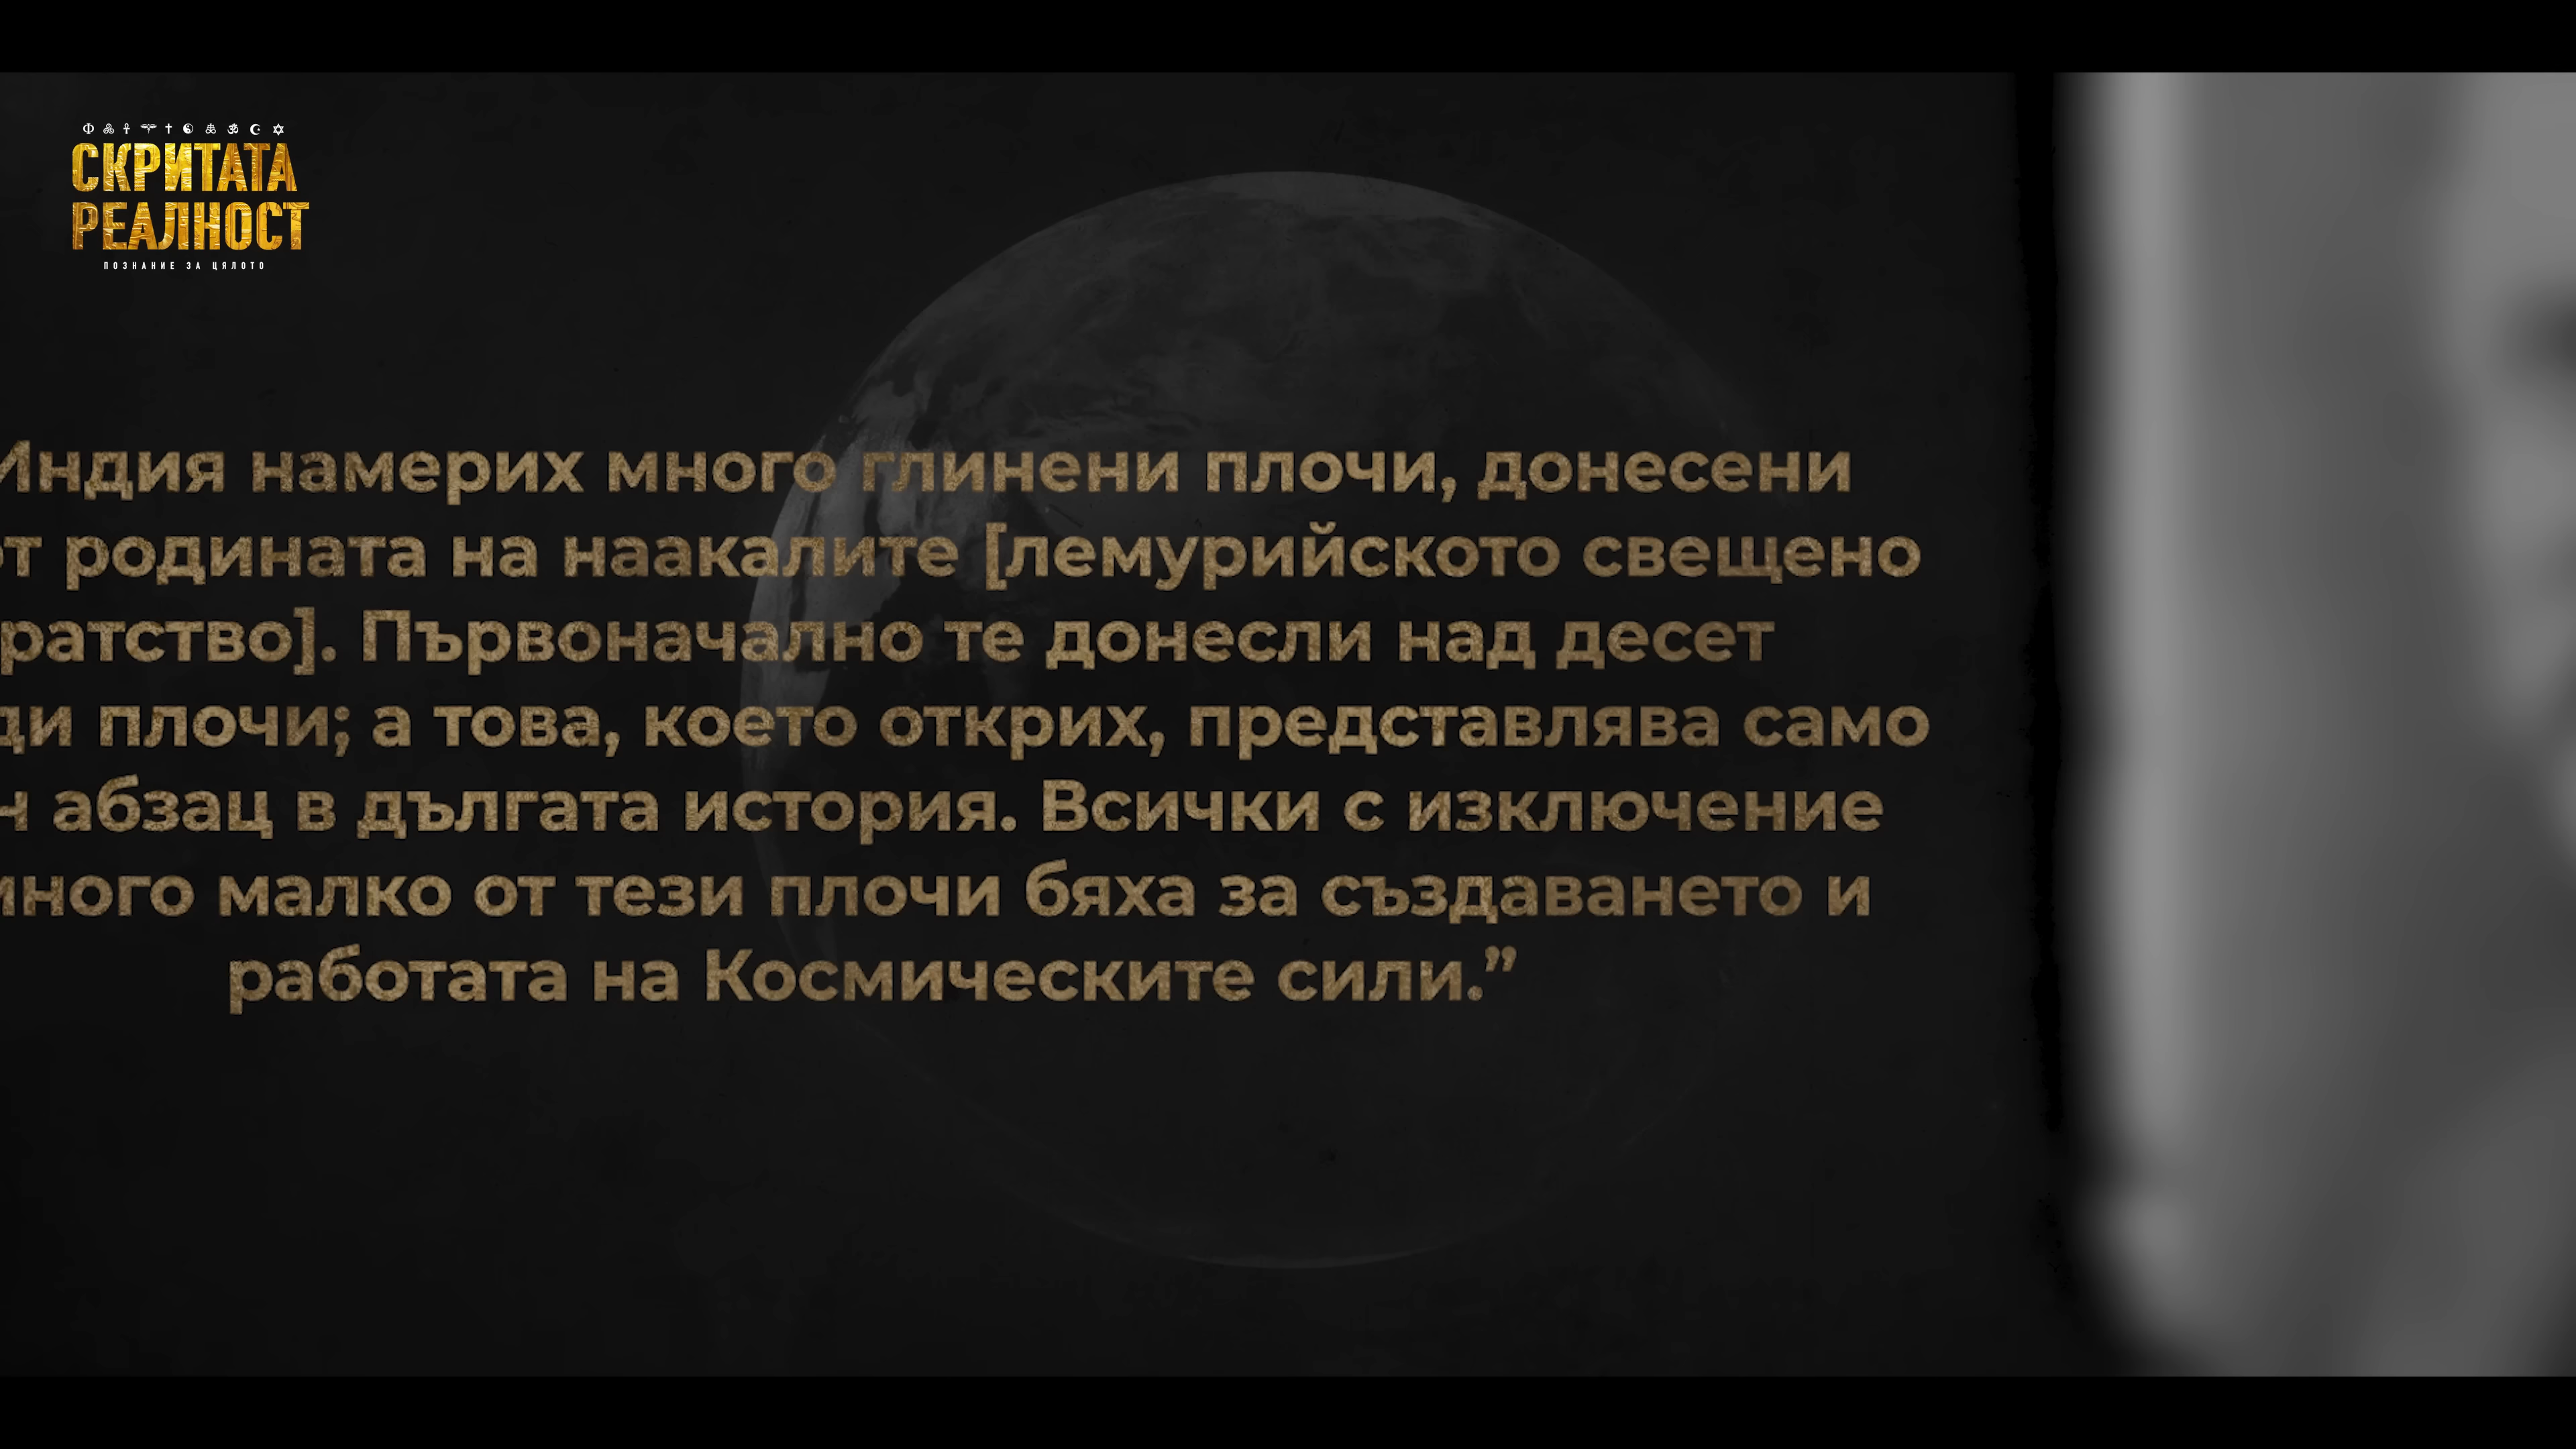 СКРИТАТА
РЕАЛНОСТ
ПОЗНАНИЕ ЗА ЦЯЛОТО
Индия намерих много глинени плочи, донесени
от родината на наакалите [лемурийското свещено
ратство]. Първоначално те донесли над десет
ди плочи; а това, което открих, представлява само
н абзац в дългата история. Всички с изключение
много малко от тези плочи бяха за създаването и
работата на Космическите сили.”